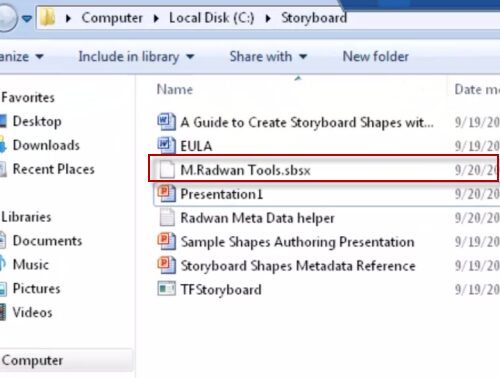 Computer ▸ Local Disk (C:) ▸ Storyboard
anize Include in library Share with New folder
Name Date mo
Favorites
Desktop
Downloads
Recent Places
Libraries
Documents
Music
Pictures
Videos
Computer
A Guide to Create Storyboard Shapes wit... 9/19/20
EULA 9/19/20
M.Radwan Tools.sbsx 9/20/20
Presentation1 9/20/20
Radwan Meta Data helper 9/20/20
Sample Shapes Authoring Presentation 9/19/20
Storyboard Shapes Metadata Reference 9/19/20
TFStoryboard 9/19/20